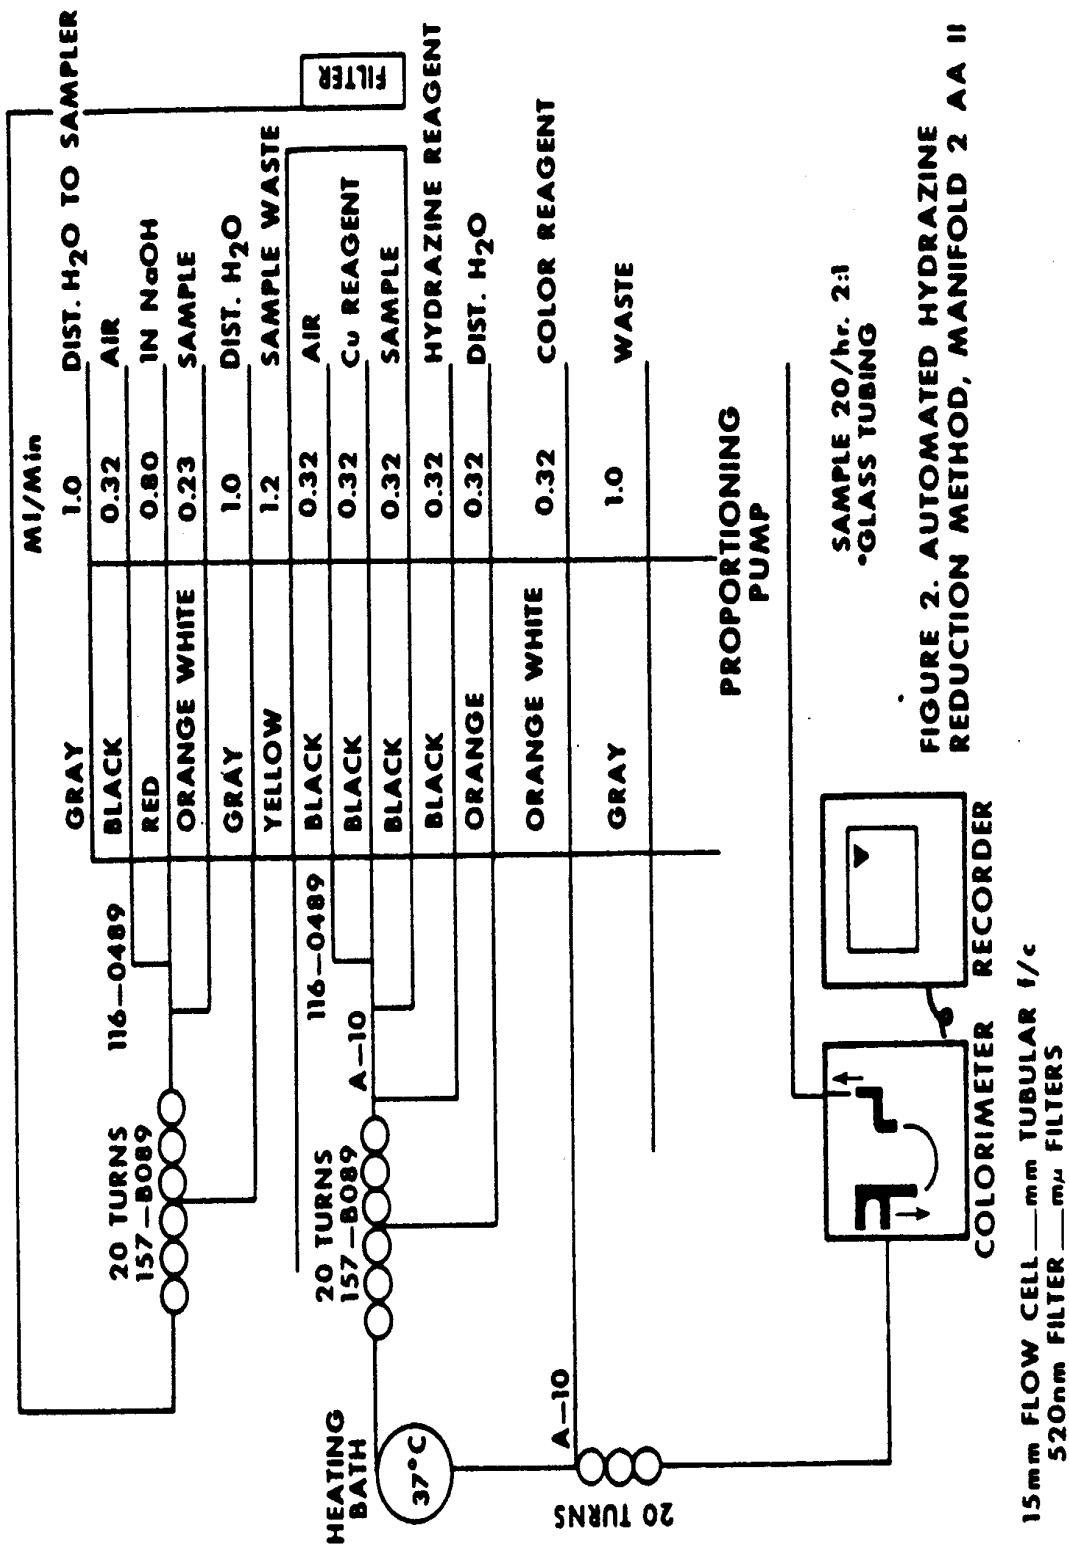 Ml/Min
GRAY 1.0 DIST. H2O TO SAMPLER
BLACK 0.32 AIR
RED 0.80 1N NaOH
ORANGE WHITE 0.23 SAMPLE
GRAY 1.0 DIST. H2O
YELLOW 1.2 SAMPLE WASTE
BLACK 0.32 AIR
BLACK 0.32 Cu REAGENT
BLACK 0.32 SAMPLE
BLACK 0.32 HYDRAZINE REAGENT
ORANGE 0.32 DIST. H2O
ORANGE WHITE 0.32 COLOR REAGENT
GRAY 1.0 WASTE
FILTER
116-0489
20 TURNS
157-B089
116-0489
A-10
20 TURNS
157-B089
HEATING
BATH
37°C
A-10
20 TURNS
PROPORTIONING
PUMP
SAMPLE 20/hr. 2:1
*GLASS TUBING
COLORIMETER
RECORDER
15mm FLOW CELL__mm TUBULAR f/c
520nm FILTER__mμ FILTERS
FIGURE 2. AUTOMATED HYDRAZINE
REDUCTION METHOD, MANIFOLD 2 AA II